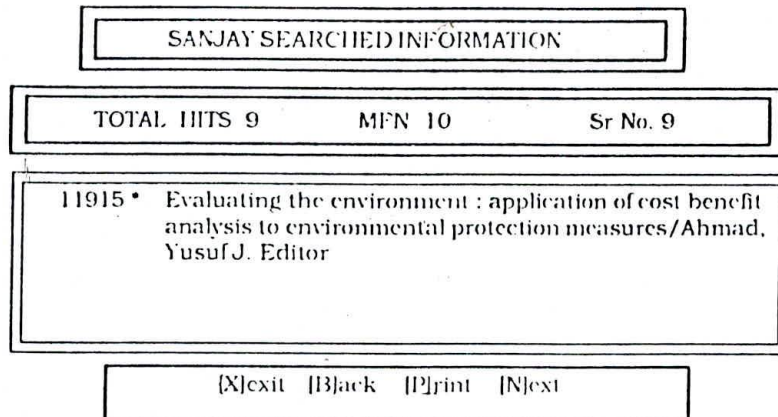 SANJAY SEARCHED INFORMATION
TOTAL HITS 9 MFN 10 Sr No. 9
11915 * Evaluating the environment : application of cost benefit
analysis to environmental protection measures/Ahmad,
Yusuf J. Editor
[X]exit [B]ack [P]rint [N]ext